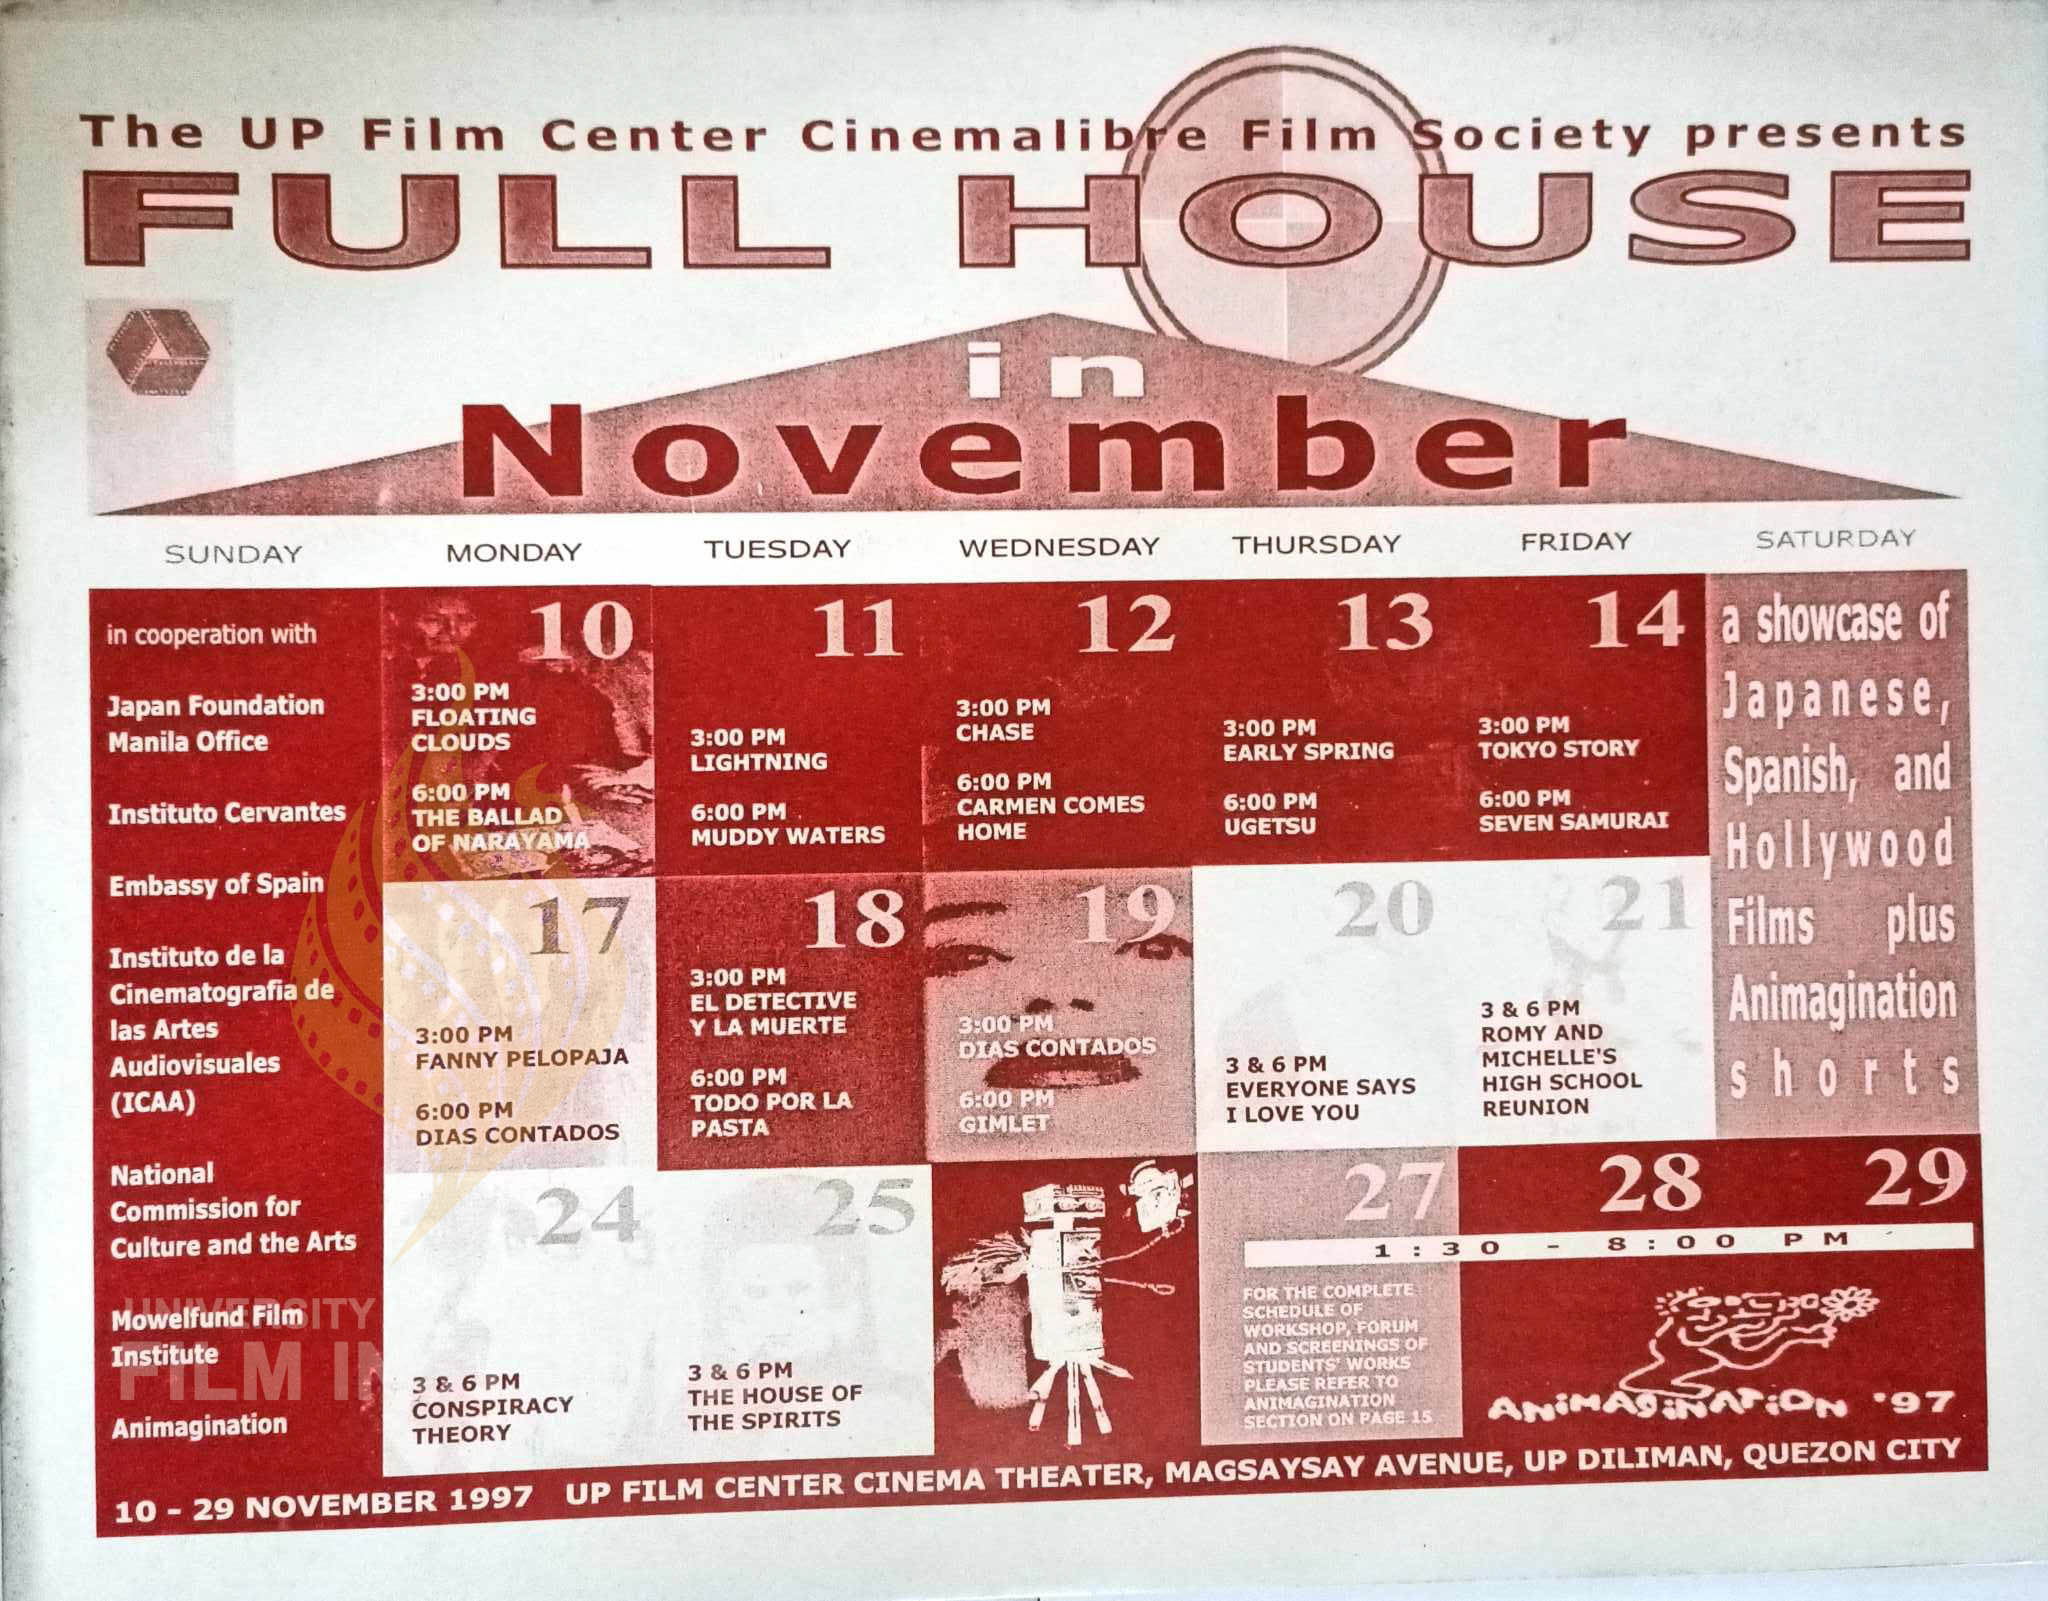 The UP Film Center Cinemalibre Film Society presents
FULL HOUSE
in
November
SUNDAY MONDAY TUESDAY WEDNESDAY THURSDAY FRIDAY SATURDAY
in cooperation with
Japan Foundation
Manila Office
Instituto Cervantes
Embassy of Spain
Instituto de la
Cinematografia de
las Artes
Audiovisuales
(ICAA)
National
Commission for
Culture and the Arts
Mowelfund Film
Institute
Animagination
10
3:00 PM
FLOATING
CLOUDS
6:00 PM
THE BALLAD
OF NARAYAMA
11
3:00 PM
LIGHTNING
6:00 PM
MUDDY WATERS
12
3:00 PM
CHASE
6:00 PM
CARMEN COMES
HOME
13
3:00 PM
EARLY SPRING
6:00 PM
UGETSU
14
3:00 PM
TOKYO STORY
6:00 PM
SEVEN SAMURAI
a showcase of
Japanese,
Spanish, and
Hollywood
Films plus
Animagination
shorts
17
3:00 PM
FANNY PELOPAJA
6:00 PM
DIAS CONTADOS
18
3:00 PM
EL DETECTIVE
Y LA MUERTE
6:00 PM
TODO POR LA
PASTA
19
3:00 PM
DIAS CONTADOS
6:00 PM
GIMLET
20
3 & 6 PM
EVERYONE SAYS
I LOVE YOU
21
3 & 6 PM
ROMY AND
MICHELLE'S
HIGH SCHOOL
REUNION
24
3 & 6 PM
CONSPIRACY
THEORY
25
3 & 6 PM
THE HOUSE OF
THE SPIRITS
27 28 29
1:30 - 8:00 PM
FOR THE COMPLETE
SCHEDULE OF
WORKSHOP, FORUM
AND SCREENINGS OF
STUDENTS' WORKS
PLEASE REFER TO
ANIMAGINATION
SECTION ON PAGE 15
ANiMAGiNATiON '97
10 - 29 NOVEMBER 1997 UP FILM CENTER CINEMA THEATER, MAGSAYSAY AVENUE, UP DILIMAN, QUEZON CITY
UNIVERSITY
FILM IN